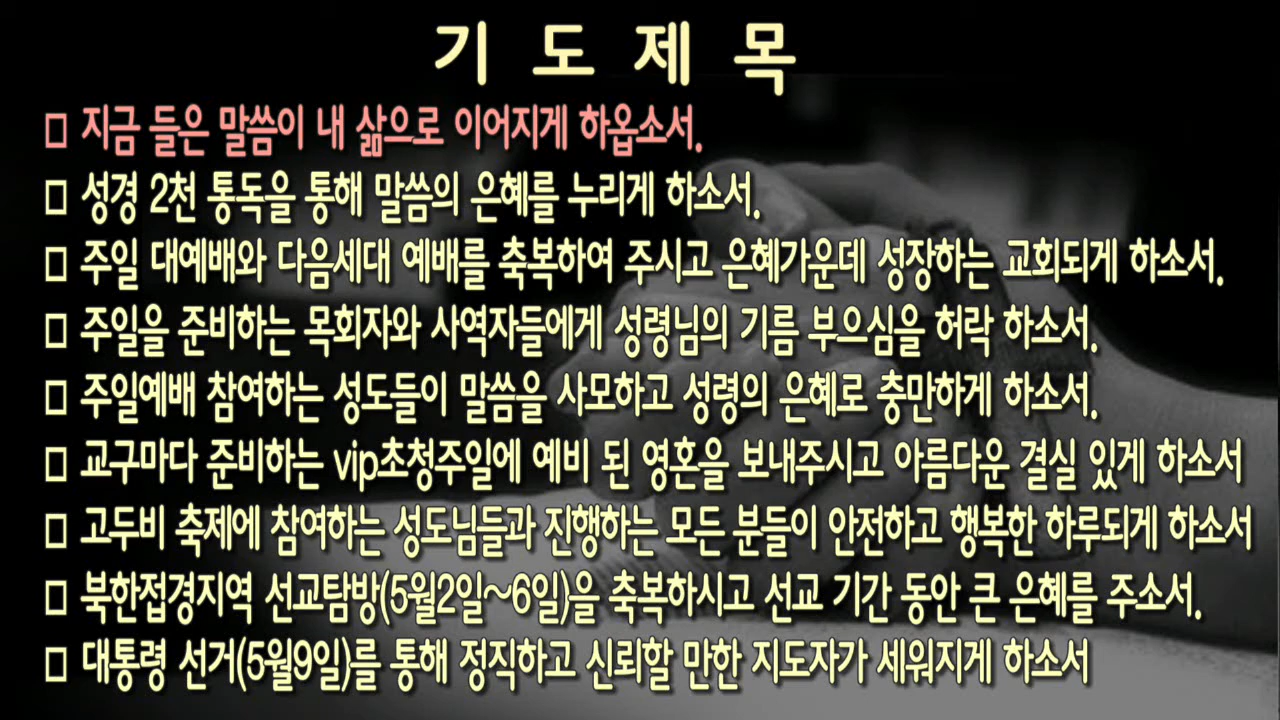 기 도 제 목
□ 지금 들은 말씀이 내 삶으로 이어지게 하옵소서.
□ 성경 2천 통독을 통해 말씀의 은혜를 누리게 하소서.
□ 주일 대예배와 다음세대 예배를 축복하여 주시고 은혜가운데 성장하는 교회되게 하소서.
□ 주일을 준비하는 목회자와 사역자들에게 성령님의 기름 부으심을 허락 하소서.
□ 주일예배 참여하는 성도들이 말씀을 사모하고 성령의 은혜로 충만하게 하소서.
□ 교구마다 준비하는 vip초청주일에 예비 된 영혼을 보내주시고 아름다운 결실 있게 하소서
□ 고두비 축제에 참여하는 성도님들과 진행하는 모든 분들이 안전하고 행복한 하루되게 하소서
□ 북한접경지역 선교탐방(5월2일~6일)을 축복하시고 선교 기간 동안 큰 은혜를 주소서.
□ 대통령 선거(5월9일)를 통해 정직하고 신뢰할 만한 지도자가 세워지게 하소서